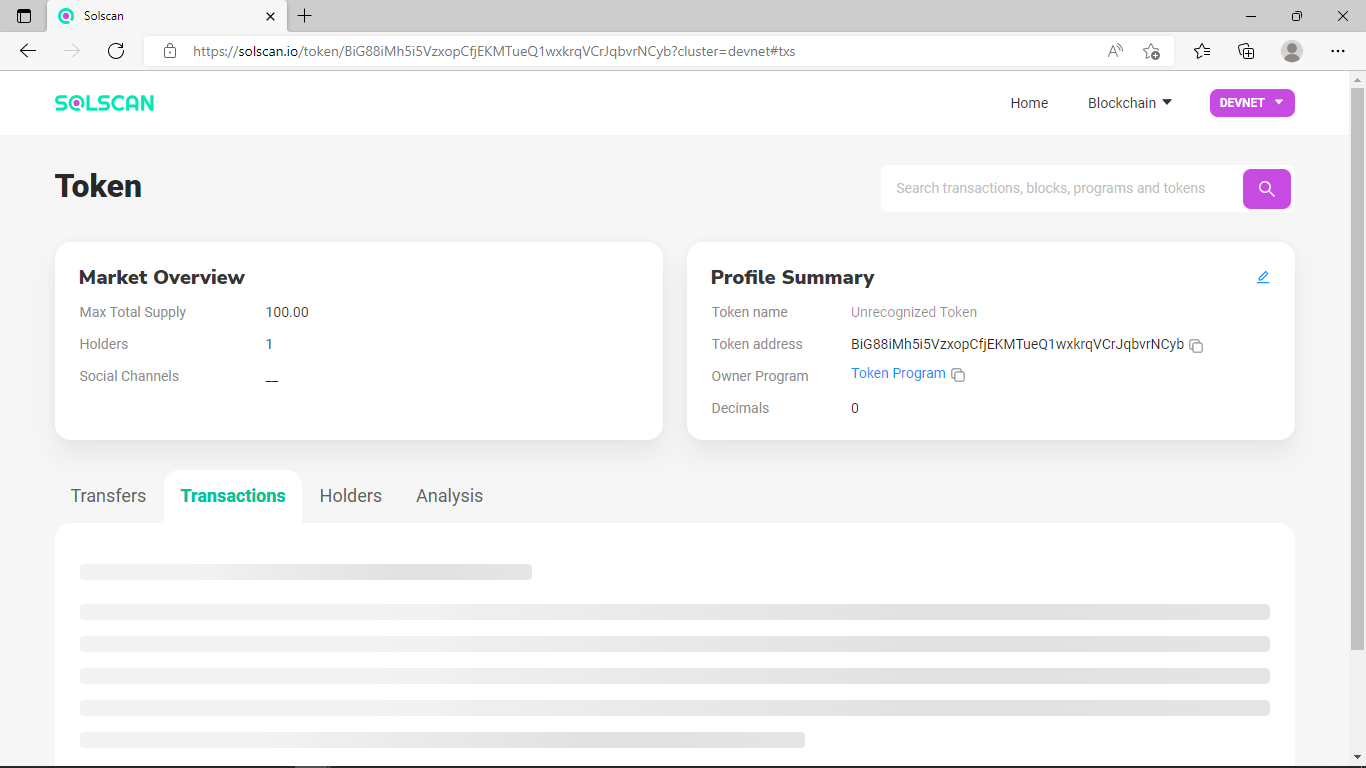 Solscan
https://solscan.io/token/BiG88iMh5i5VzxopCfjEKMTueQ1wxkrqVCrJqbvrNCyb?cluster=devnet#txs
SOLSCAN
Home Blockchain DEVNET
Token
Search transactions, blocks, programs and tokens
Market Overview
Max Total Supply 100.00
Holders 1
Social Channels __
Profile Summary
Token name Unrecognized Token
Token address BiG88iMh5i5VzxopCfjEKMTueQ1wxkrqVCrJqbvrNCyb
Owner Program Token Program
Decimals 0
Transfers Transactions Holders Analysis